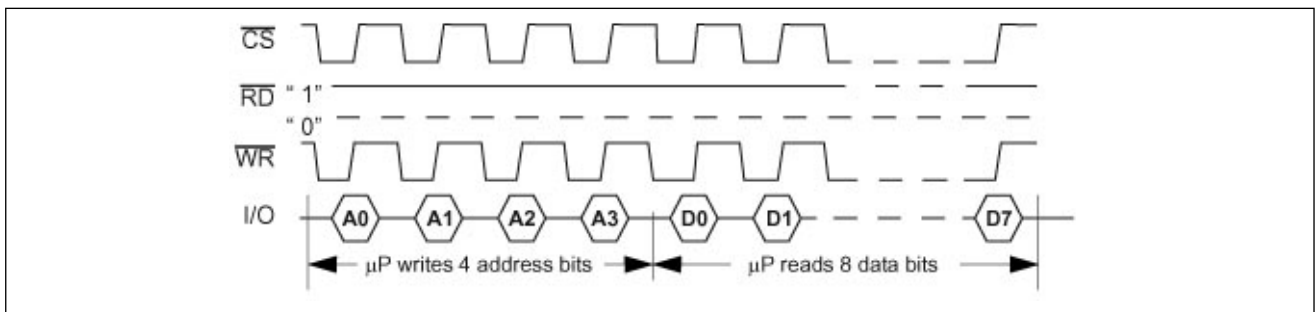 CS
RD “ 1”
“ 0”
WR
I/O A0 A1 A2 A3 D0 D1 D7
µP writes 4 address bits µP reads 8 data bits